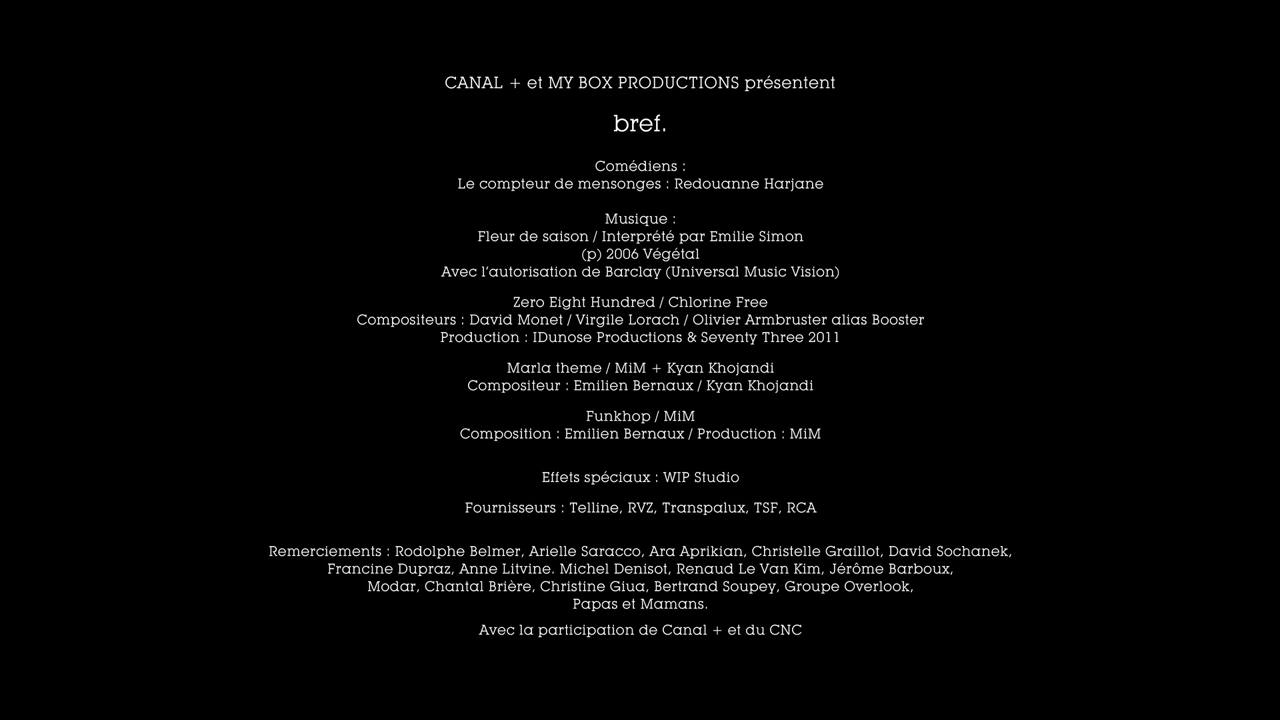 CANAL + et MY BOX PRODUCTIONS présentent
bref.
Comédiens :
Le compteur de mensonges : Redouanne Harjane
Musique :
Fleur de saison / Interprété par Emilie Simon
(p) 2006 Végétal
Avec l'autorisation de Barclay (Universal Music Vision)
Zero Eight Hundred / Chlorine Free
Compositeurs : David Monet / Virgile Lorach / Olivier Armbruster alias Booster
Production : IDunose Productions & Seventy Three 2011
Marla theme / MiM + Kyan Khojandi
Compositeur : Emilien Bernaux / Kyan Khojandi
Funkhop / MiM
Composition : Emilien Bernaux / Production : MiM
Effets spéciaux : WIP Studio
Fournisseurs : Telline, RVZ, Transpalux, TSF, RCA
Remerciements : Rodolphe Belmer, Arielle Saracco, Ara Aprikian, Christelle Graillot, David Sochanek,
Francine Dupraz, Anne Litvine. Michel Denisot, Renaud Le Van Kim, Jérôme Barboux,
Modar, Chantal Brière, Christine Giua, Bertrand Soupey, Groupe Overlook,
Papas et Mamans.
Avec la participation de Canal + et du CNC